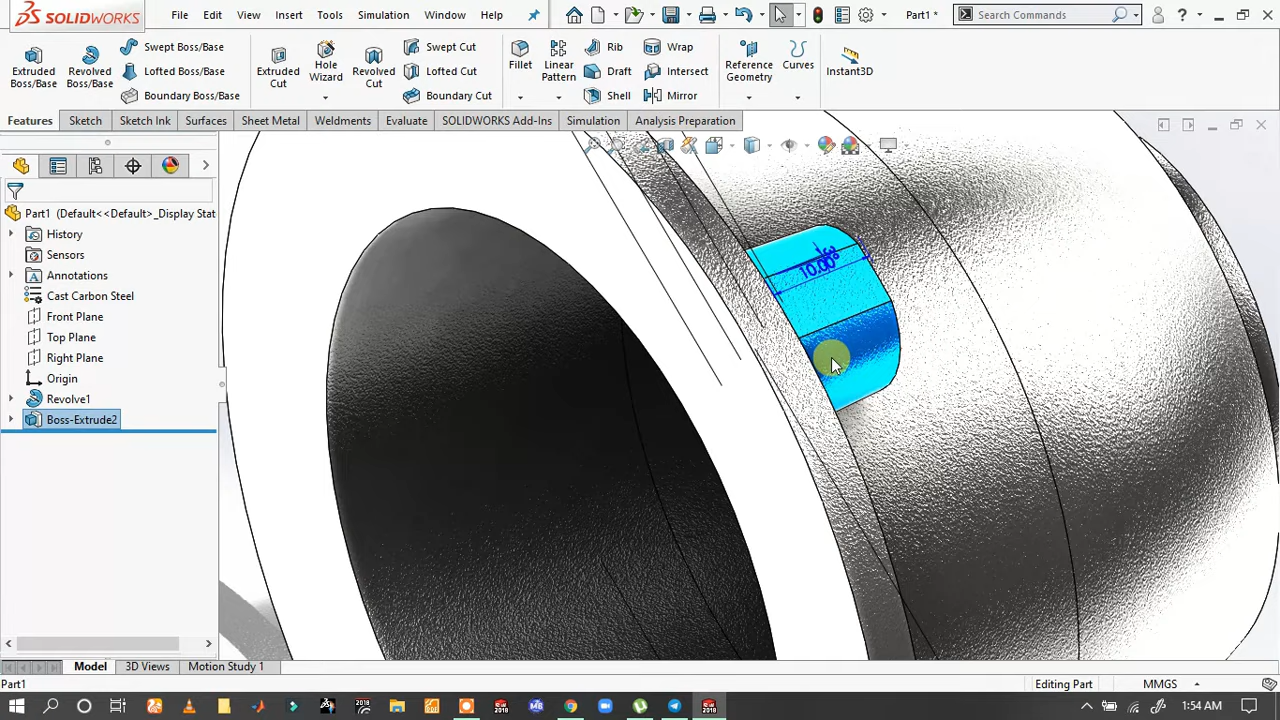 SOLIDWORKS File Edit View Insert Tools Simulation Window Help Part1 * Search Commands ?
Extruded Boss/Base
Revolved Boss/Base
Swept Boss/Base
Lofted Boss/Base
Boundary Boss/Base
Extruded Cut
Hole Wizard
Revolved Cut
Swept Cut
Lofted Cut
Boundary Cut
Fillet
Linear Pattern
Rib
Draft
Shell
Wrap
Intersect
Mirror
Reference Geometry
Curves
Instant3D
Features Sketch Sketch Ink Surfaces Sheet Metal Weldments Evaluate SOLIDWORKS Add-Ins Simulation Analysis Preparation
Part1 (Default<<Default>_Display Stat
History
Sensors
Annotations
Cast Carbon Steel
Front Plane
Top Plane
Right Plane
Origin
Revolve1
Boss-Extrude2
Model 3D Views Motion Study 1
Part1 Editing Part MMGS
1:54 AM